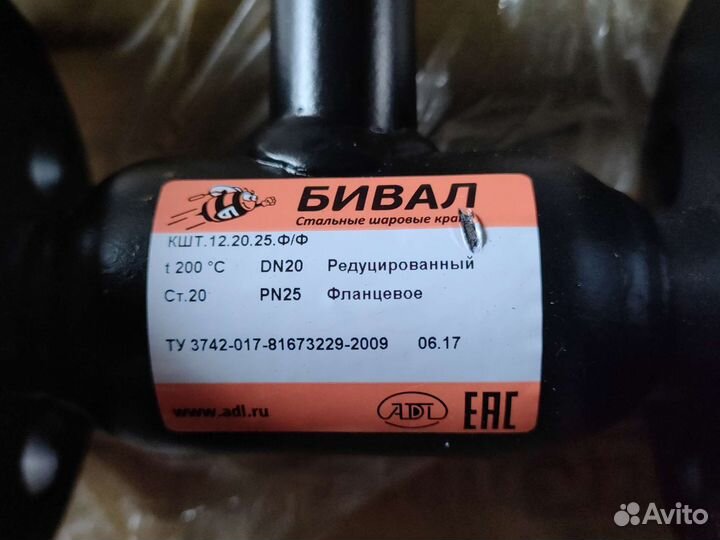 БИВАЛ
Стальные шаровые краны
КШТ.12.20.25.Ф/Ф
t 200 °C DN20 Редуцированный
Ст.20 PN25 Фланцевое
ТУ 3742-017-81673229-2009 06.17
www.adl.ru ADL EAC
Avito